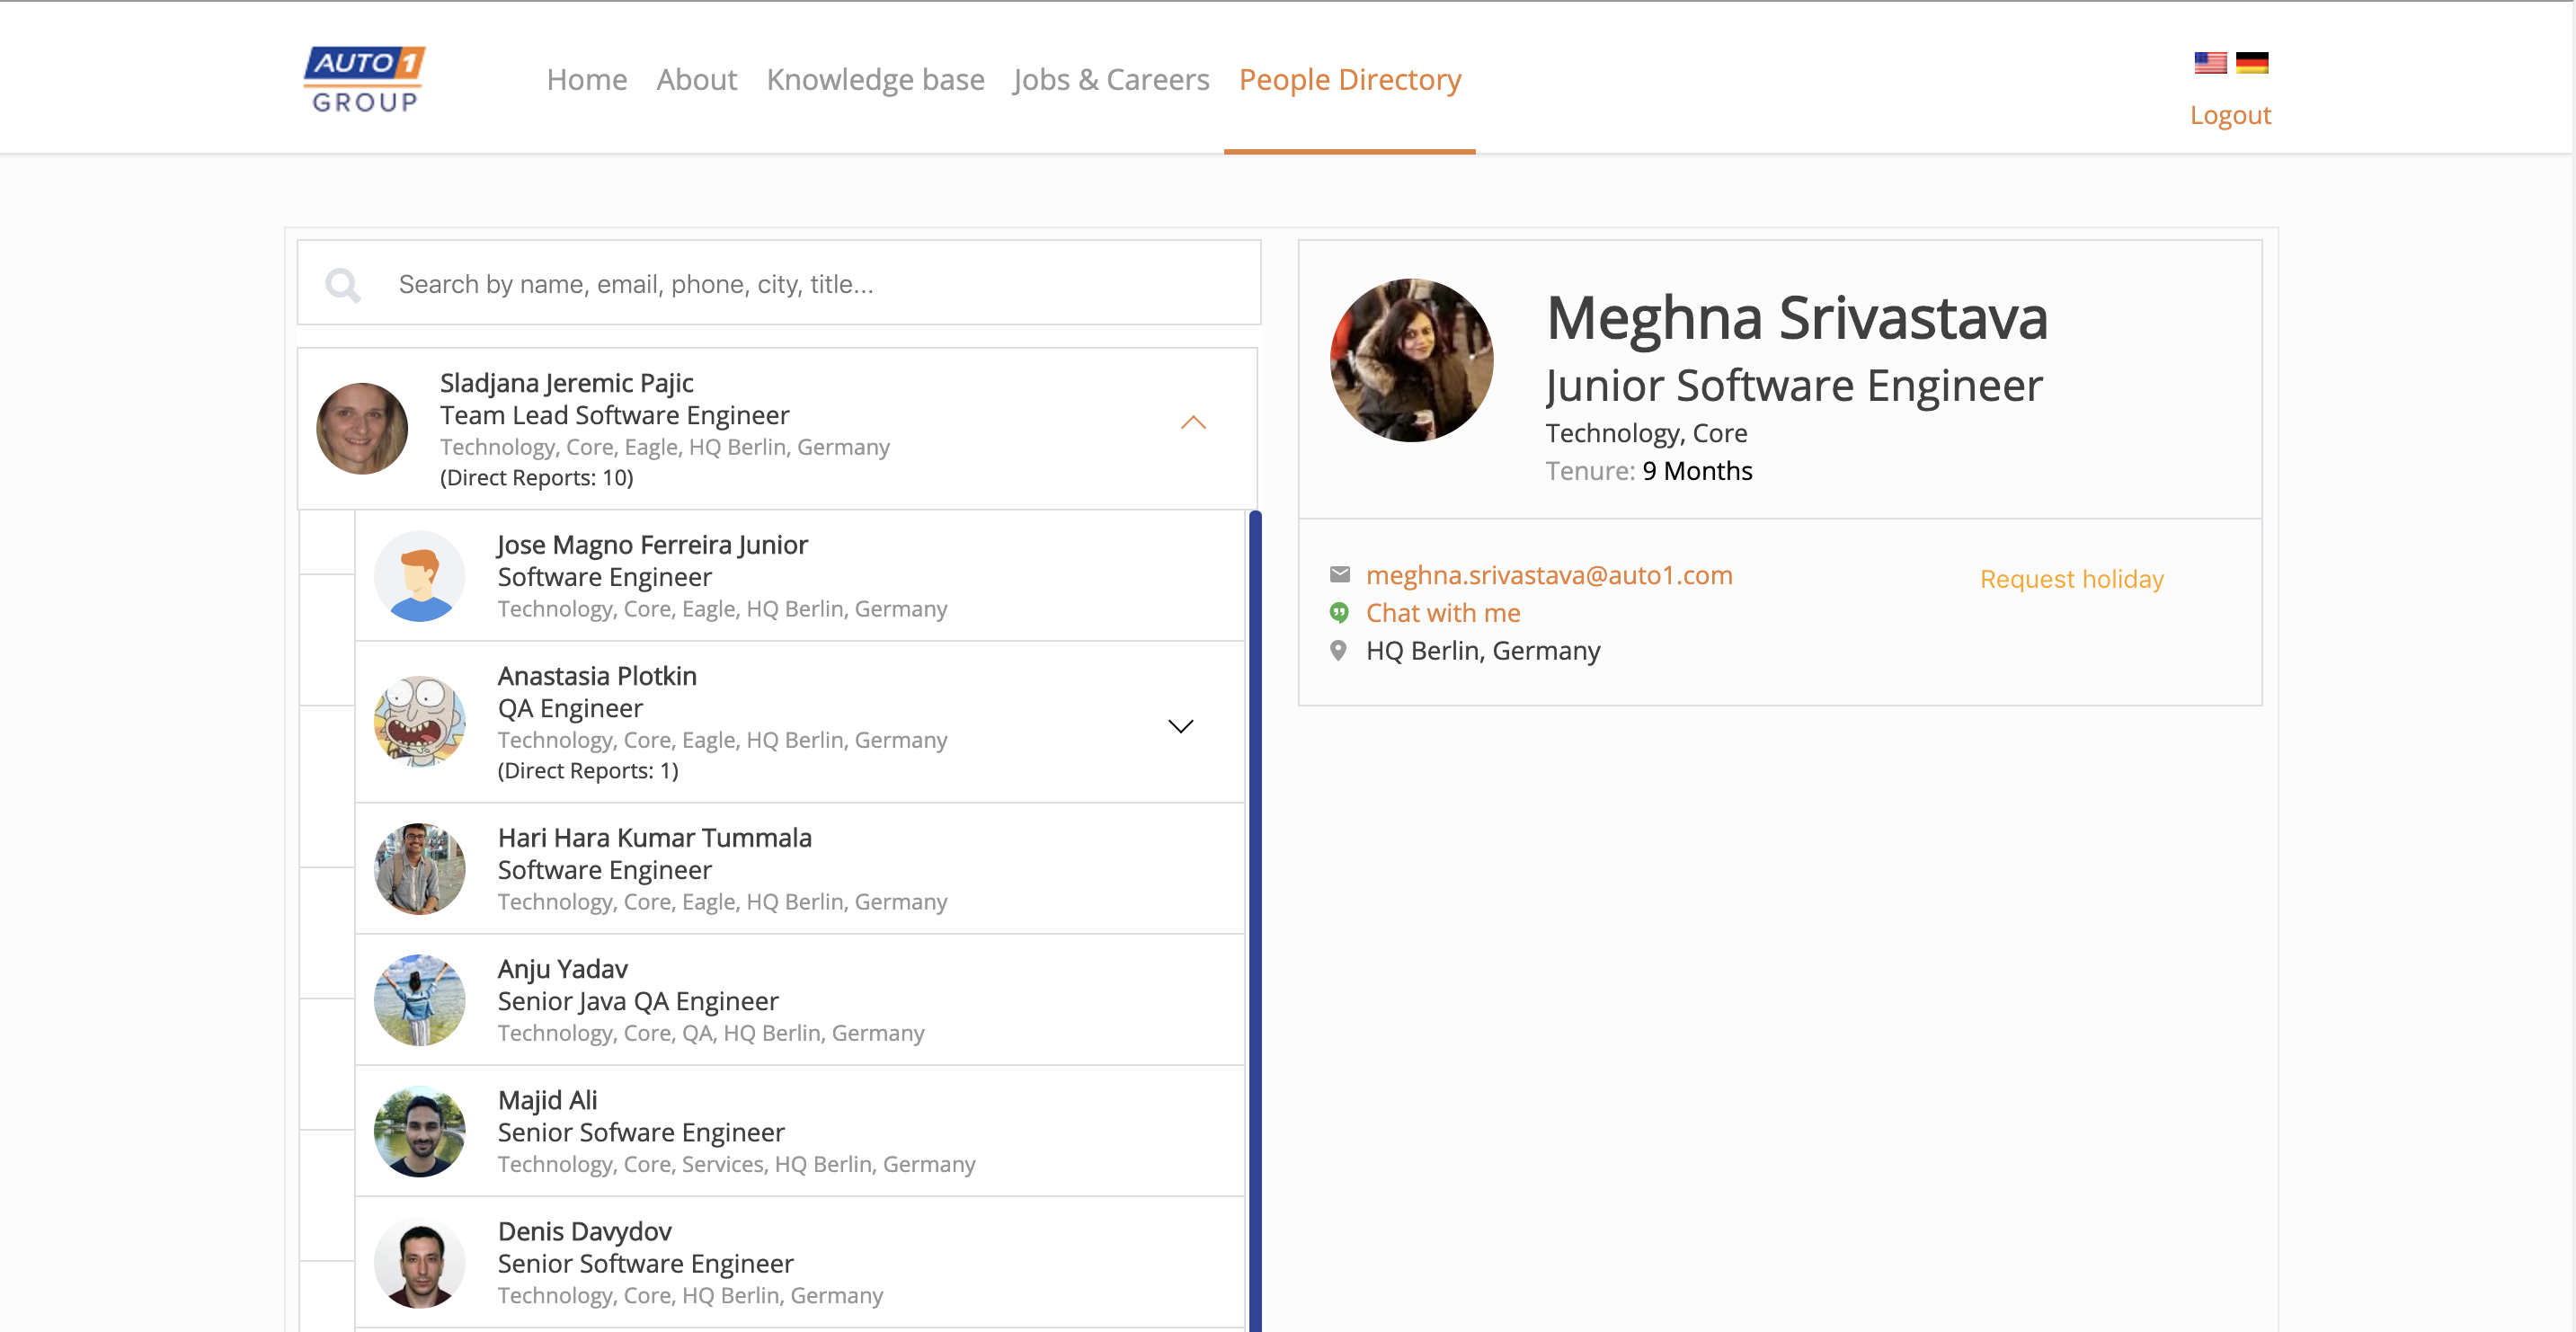 AUTO1
GROUP
Home About Knowledge base Jobs & Careers People Directory
Logout
Search by name, email, phone, city, title...
Sladjana Jeremic Pajic
Team Lead Software Engineer
Technology, Core, Eagle, HQ Berlin, Germany
(Direct Reports: 10)
Jose Magno Ferreira Junior
Software Engineer
Technology, Core, Eagle, HQ Berlin, Germany
Anastasia Plotkin
QA Engineer
Technology, Core, Eagle, HQ Berlin, Germany
(Direct Reports: 1)
Hari Hara Kumar Tummala
Software Engineer
Technology, Core, Eagle, HQ Berlin, Germany
Anju Yadav
Senior Java QA Engineer
Technology, Core, QA, HQ Berlin, Germany
Majid Ali
Senior Sofware Engineer
Technology, Core, Services, HQ Berlin, Germany
Denis Davydov
Senior Software Engineer
Technology, Core, HQ Berlin, Germany
Meghna Srivastava
Junior Software Engineer
Technology, Core
Tenure: 9 Months
meghna.srivastava@auto1.com
Request holiday
Chat with me
HQ Berlin, Germany